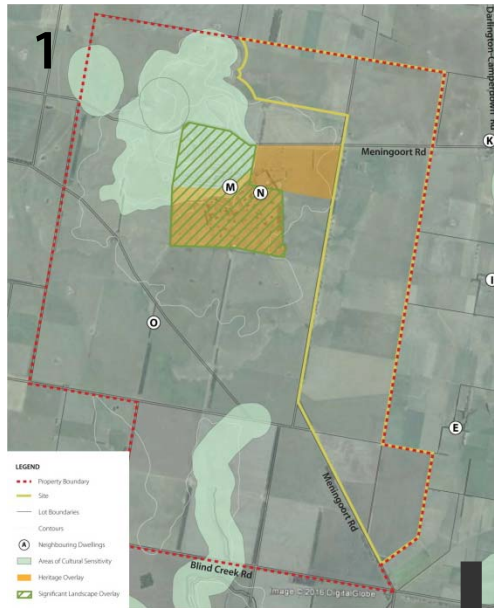 1
Darlington-Camperdown Rd
K
Meningoort Rd
M
N
I
O
E
Meningoort Rd
LEGEND
Property Boundary
Site
Lot Boundaries
Contours
A Neighbouring Dwellings
Areas of Cultural Sensitivity
Heritage Overlay
Significant Landscape Overlay
Blind Creek Rd
Image © 2016 DigitalGlobe